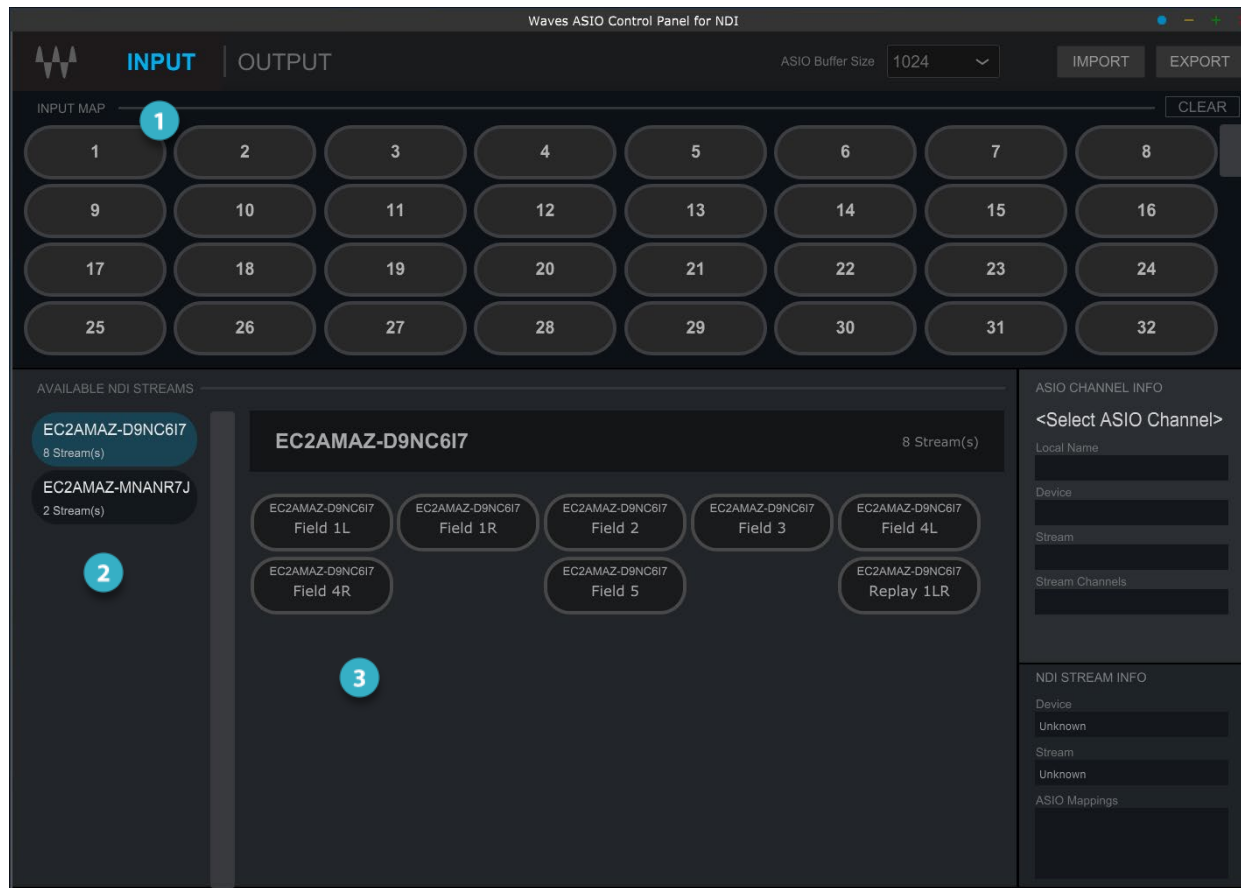 Waves ASIO Control Panel for NDI
INPUT OUTPUT ASIO Buffer Size 1024 IMPORT EXPORT
INPUT MAP CLEAR
1
1 2 3 4 5 6 7 8
9 10 11 12 13 14 15 16
17 18 19 20 21 22 23 24
25 26 27 28 29 30 31 32
AVAILABLE NDI STREAMS
EC2AMAZ-D9NC6I7
8 Stream(s)
EC2AMAZ-MNANR7J
2 Stream(s)
2
EC2AMAZ-D9NC6I7 8 Stream(s)
EC2AMAZ-D9NC6I7 EC2AMAZ-D9NC6I7 EC2AMAZ-D9NC6I7 EC2AMAZ-D9NC6I7 EC2AMAZ-D9NC6I7
Field 1L Field 1R Field 2 Field 3 Field 4L
EC2AMAZ-D9NC6I7 EC2AMAZ-D9NC6I7 EC2AMAZ-D9NC6I7
Field 4R Field 5 Replay 1LR
3
ASIO CHANNEL INFO
<Select ASIO Channel>
Local Name
Device
Stream
Stream Channels
NDI STREAM INFO
Device
Unknown
Stream
Unknown
ASIO Mappings